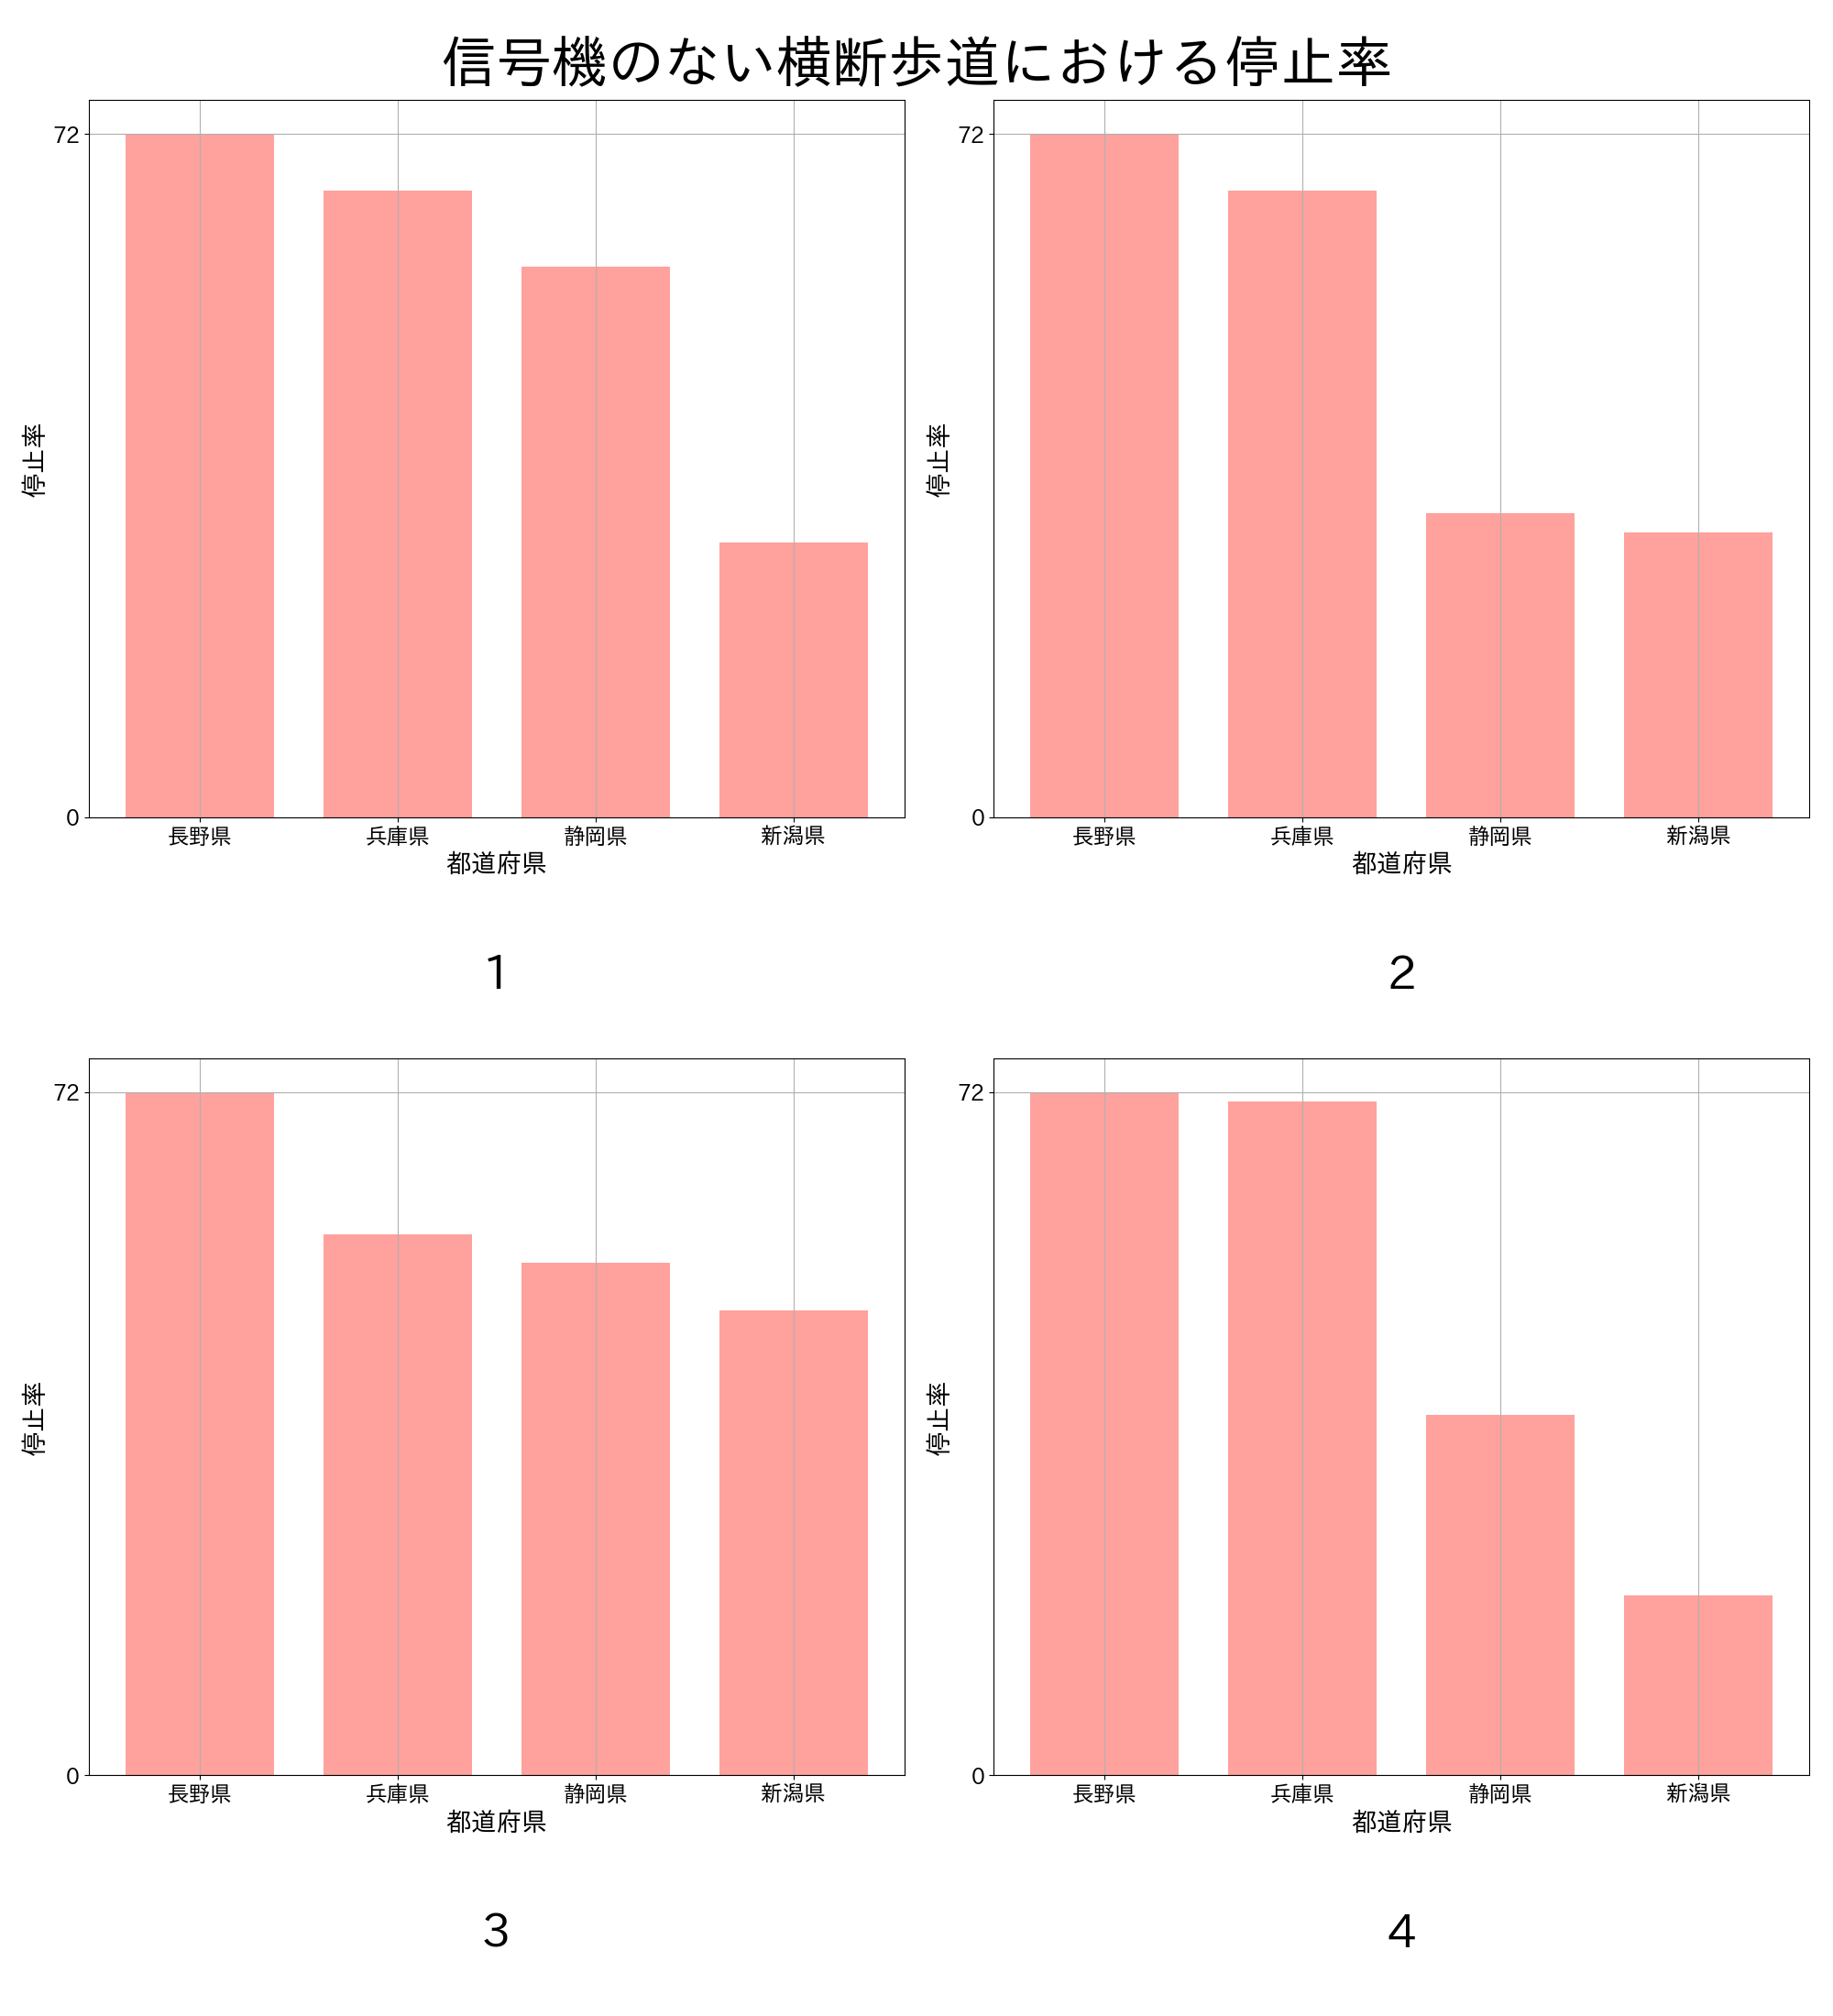 信号機のない横断歩道における停止率
72
0
停止率
長野県 兵庫県 静岡県 新潟県
都道府県
1
72
0
停止率
長野県 兵庫県 静岡県 新潟県
都道府県
2
72
0
停止率
長野県 兵庫県 静岡県 新潟県
都道府県
3
72
0
停止率
長野県 兵庫県 静岡県 新潟県
都道府県
4